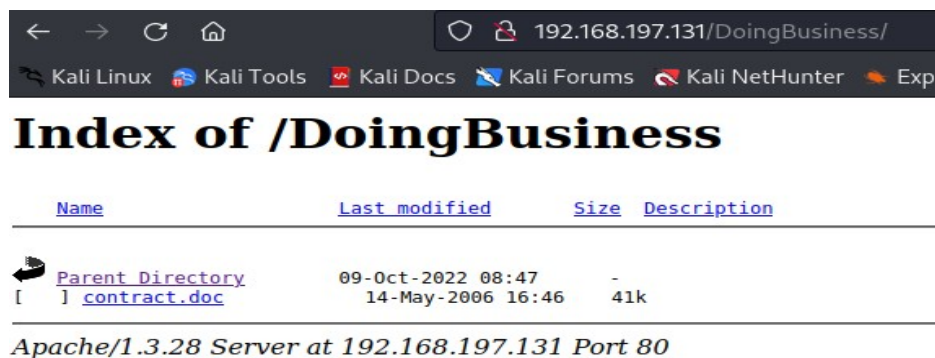 192.168.197.131/DoingBusiness/
Kali Linux Kali Tools Kali Docs Kali Forums Kali NetHunter Exp
Index of /DoingBusiness
Name Last modified Size Description
Parent Directory 09-Oct-2022 08:47 -
[ ] contract.doc 14-May-2006 16:46 41k
Apache/1.3.28 Server at 192.168.197.131 Port 80